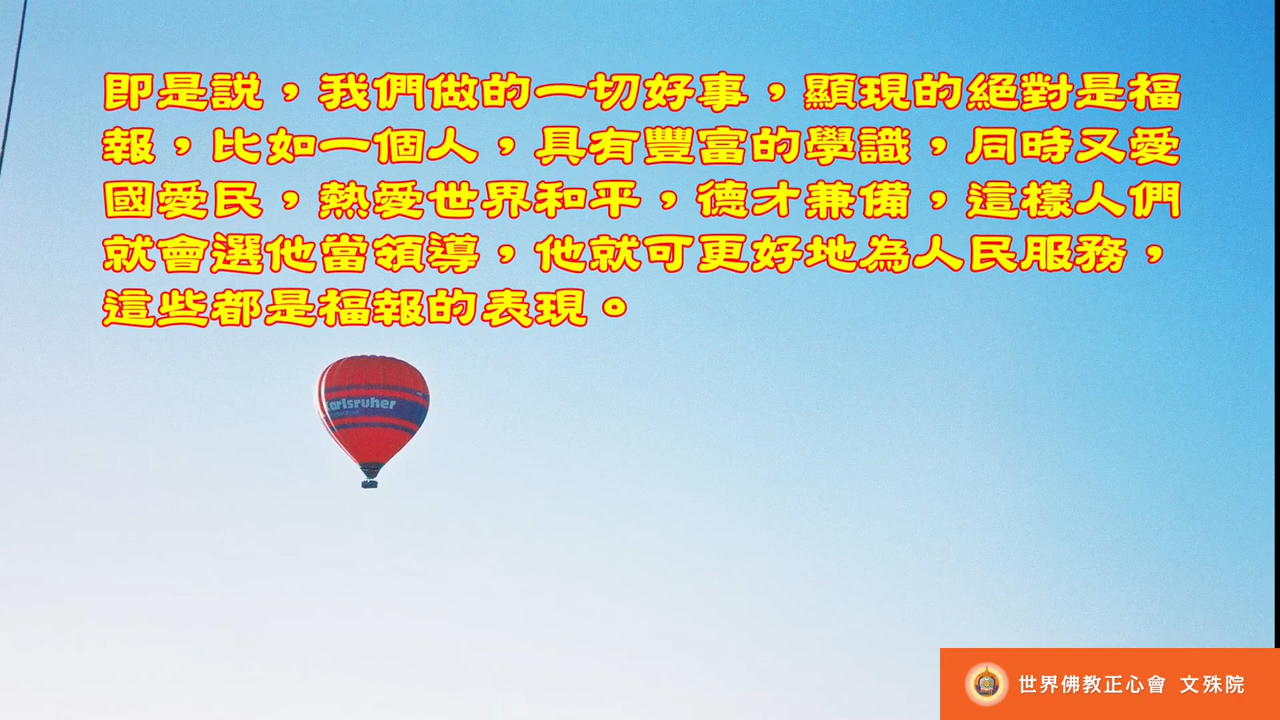 即是説，我們做的一切好事，顯現的絕對是福
報，比如一個人，具有豐富的學識，同時又愛
國愛民，熱愛世界和平，德才兼備，這樣人們
就會選他當領導，他就可更好地為人民服務，
這些都是福報的表現。
Karlsruher
世界佛教正心會 文殊院